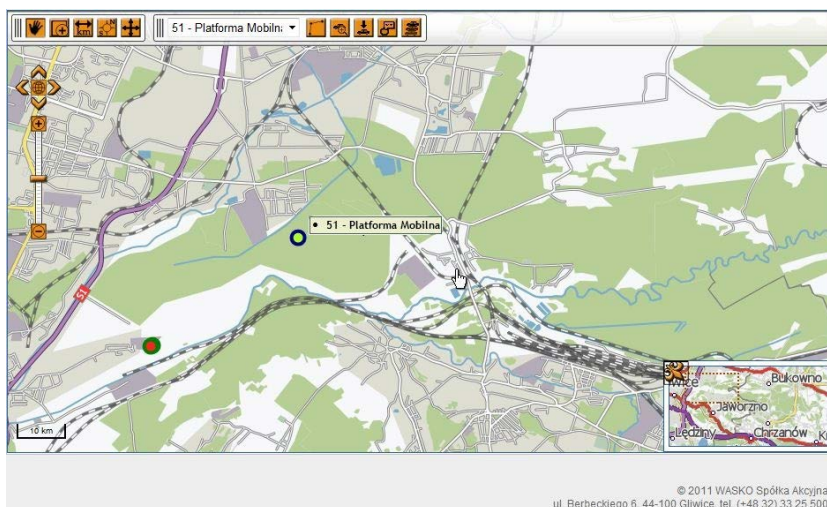 51 - Platforma Mobilna
51 - Platforma Mobilna
S1
10 km
Bukowno
Jaworzno
Lędziny
Chrzanów
© 2011 WASKO Spółka Akcyjna
ul. Berbeckiego 6, 44-100 Gliwice, tel. (+48 32) 33 25 500